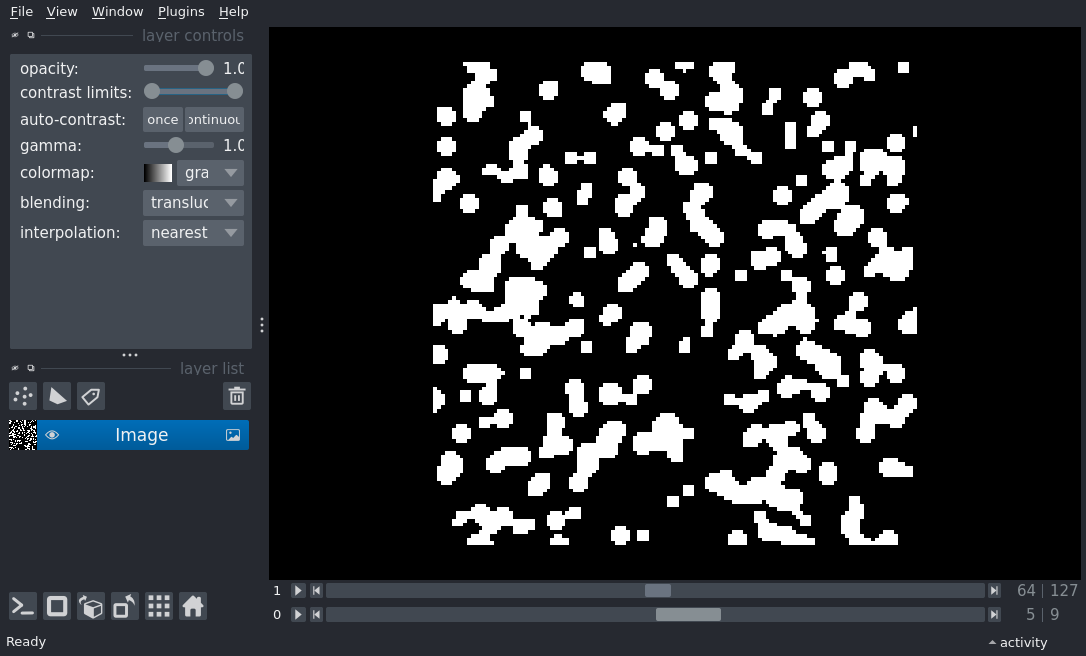 File View Window Plugins Help
layer controls
opacity: 1.0
contrast limits:
auto-contrast: once ontinuou
gamma: 1.0
colormap: gra
blending: transluc
interpolation: nearest
layer list
Image
1 64 | 127
0 5 | 9
Ready activity